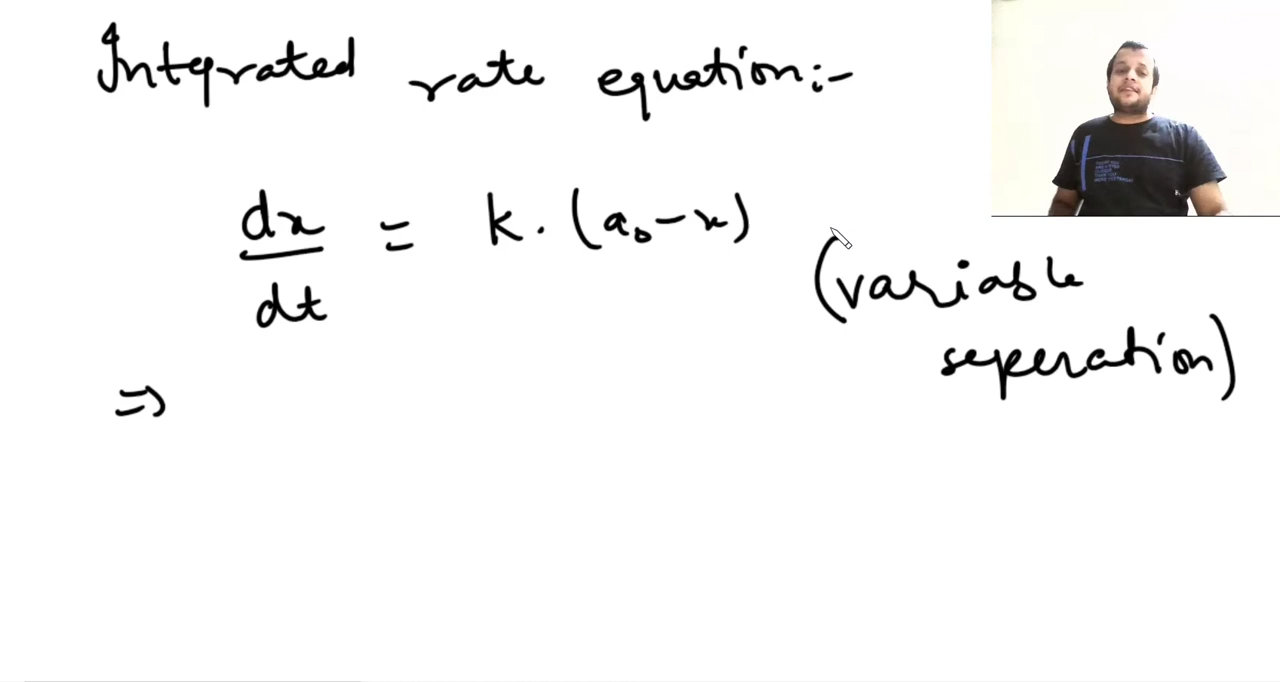 Integrated rate equation:-
dx/dt = k. (a₀-x)
(variable
seperation)
⇒